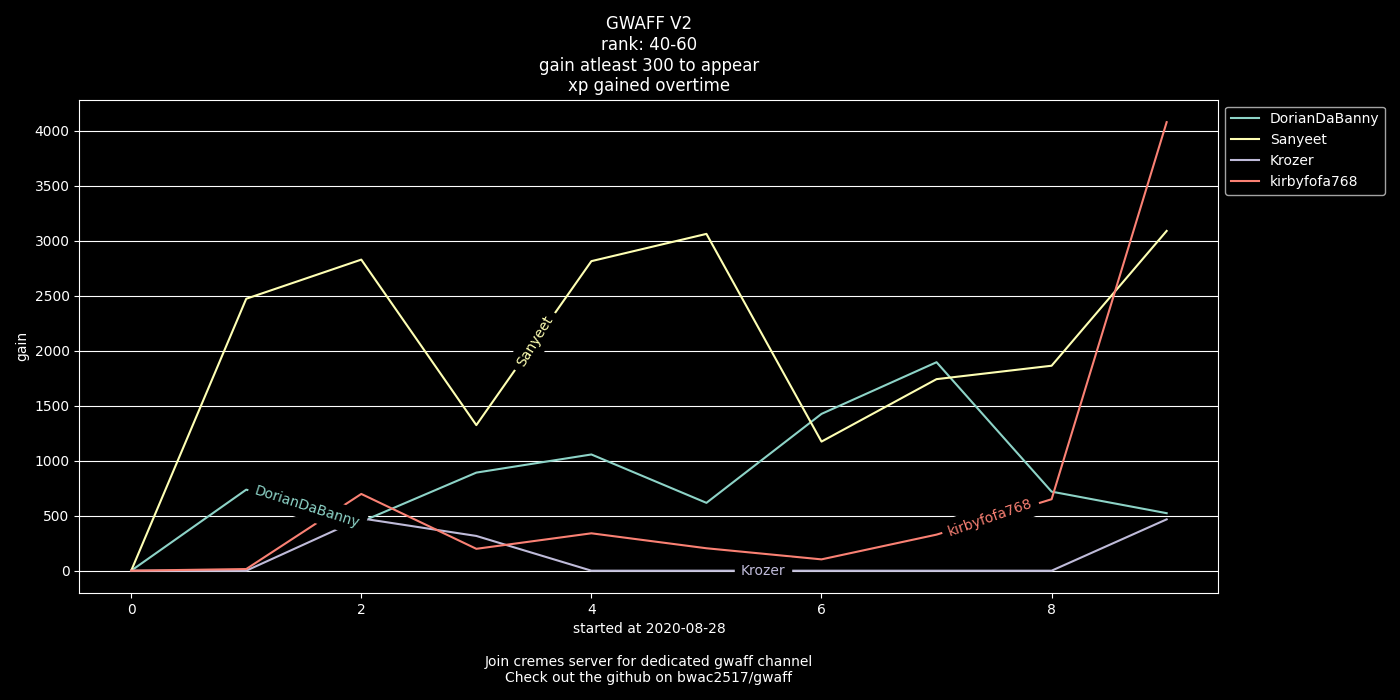 GWAFF V2
rank: 40-60
gain atleast 300 to appear
xp gained overtime
DorianDaBanny
Sanyeet
Krozer
kirbyfofa768
4000
3500
3000
2500
2000
1500
1000
500
0
gain
Sanyeet
DorianDaBanny
kirbyfofa768
Krozer
0 2 4 6 8
started at 2020-08-28
Join cremes server for dedicated gwaff channel
Check out the github on bwac2517/gwaff